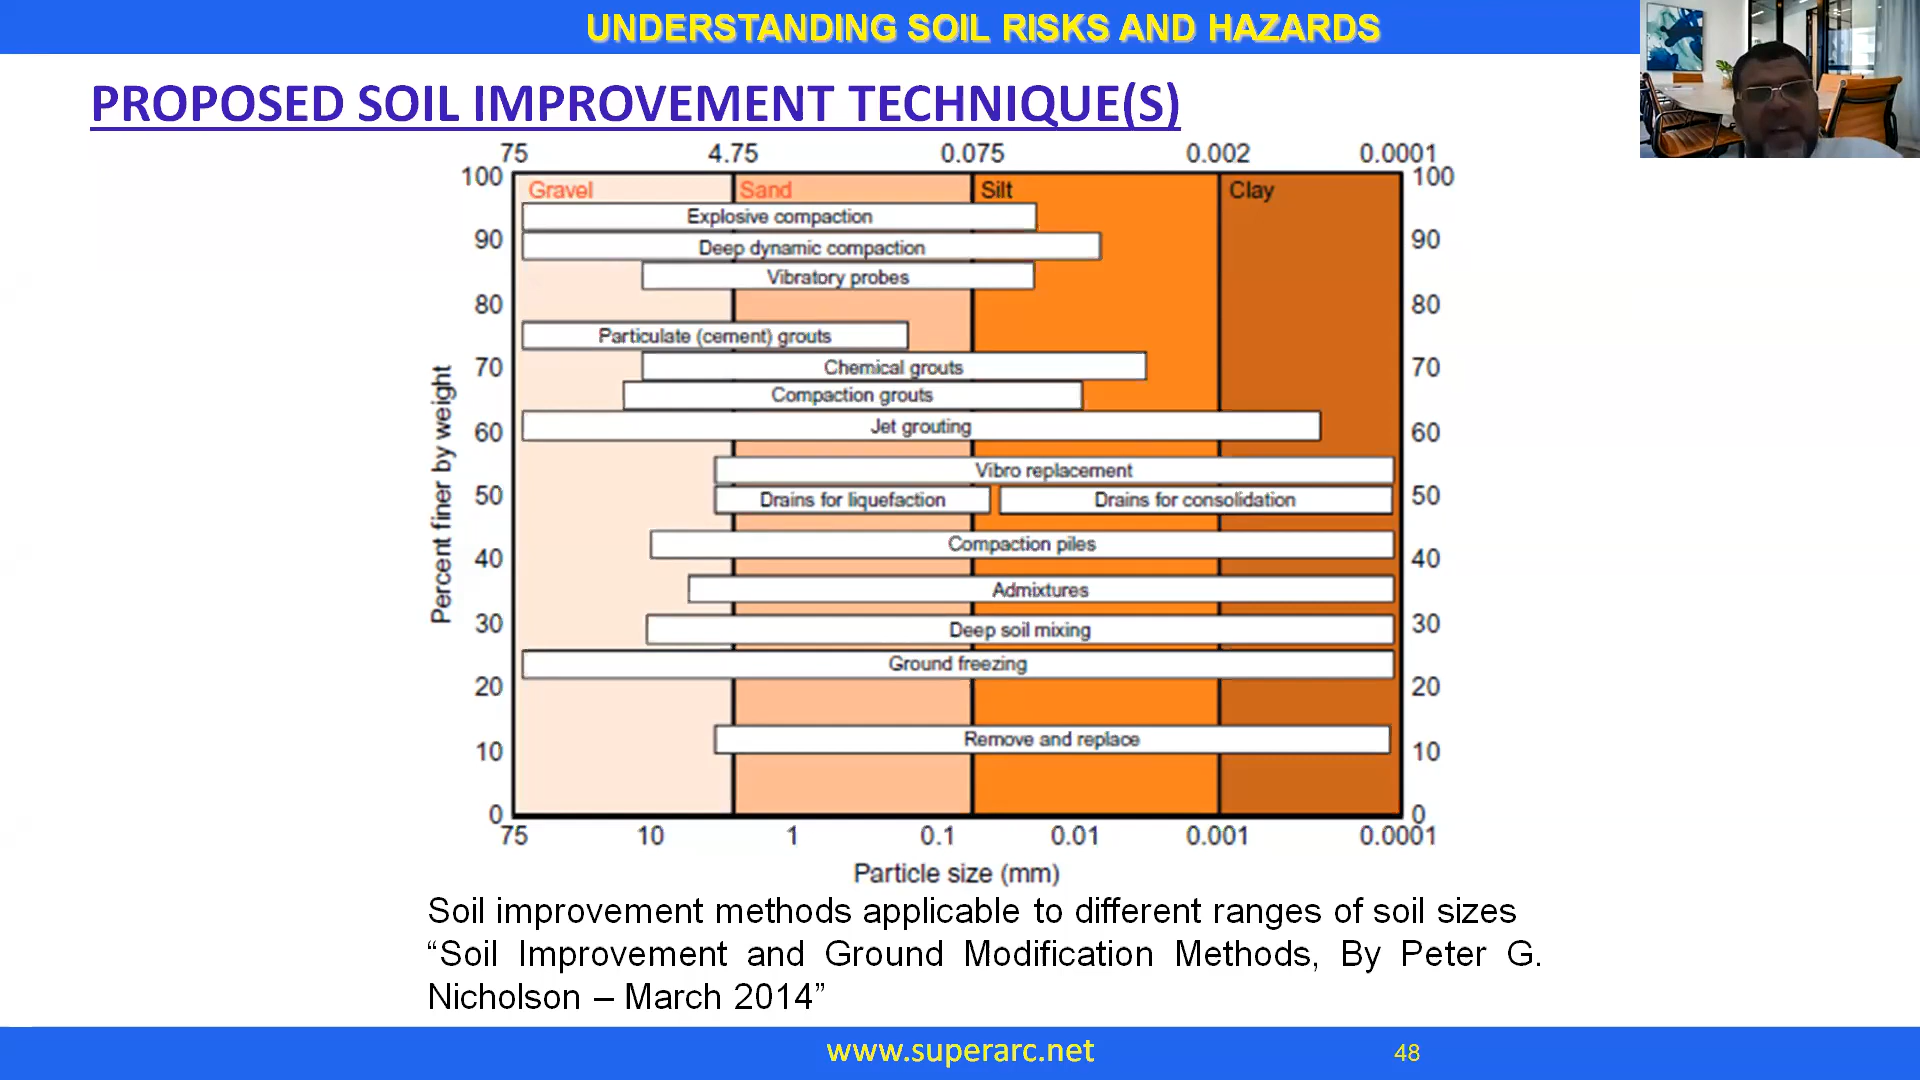 UNDERSTANDING SOIL RISKS AND HAZARDS
PROPOSED SOIL IMPROVEMENT TECHNIQUE(S)
75 4.75 0.075 0.002 0.0001
100 Gravel Sand Silt Clay 100
Explosive compaction
90 Deep dynamic compaction 90
Vibratory probes
80 80
Particulate (cement) grouts
70 Chemical grouts 70
Compaction grouts
60 Jet grouting 60
Vibro replacement
50 Drains for liquefaction Drains for consolidation 50
40 Compaction piles 40
Admixtures
30 Deep soil mixing 30
Ground freezing
20 20
10 Remove and replace 10
0 0
Percent finer by weight
75 10 1 0.1 0.01 0.001 0.0001
Particle size (mm)
Soil improvement methods applicable to different ranges of soil sizes
“Soil Improvement and Ground Modification Methods, By Peter G.
Nicholson – March 2014”
www.superarc.net 48